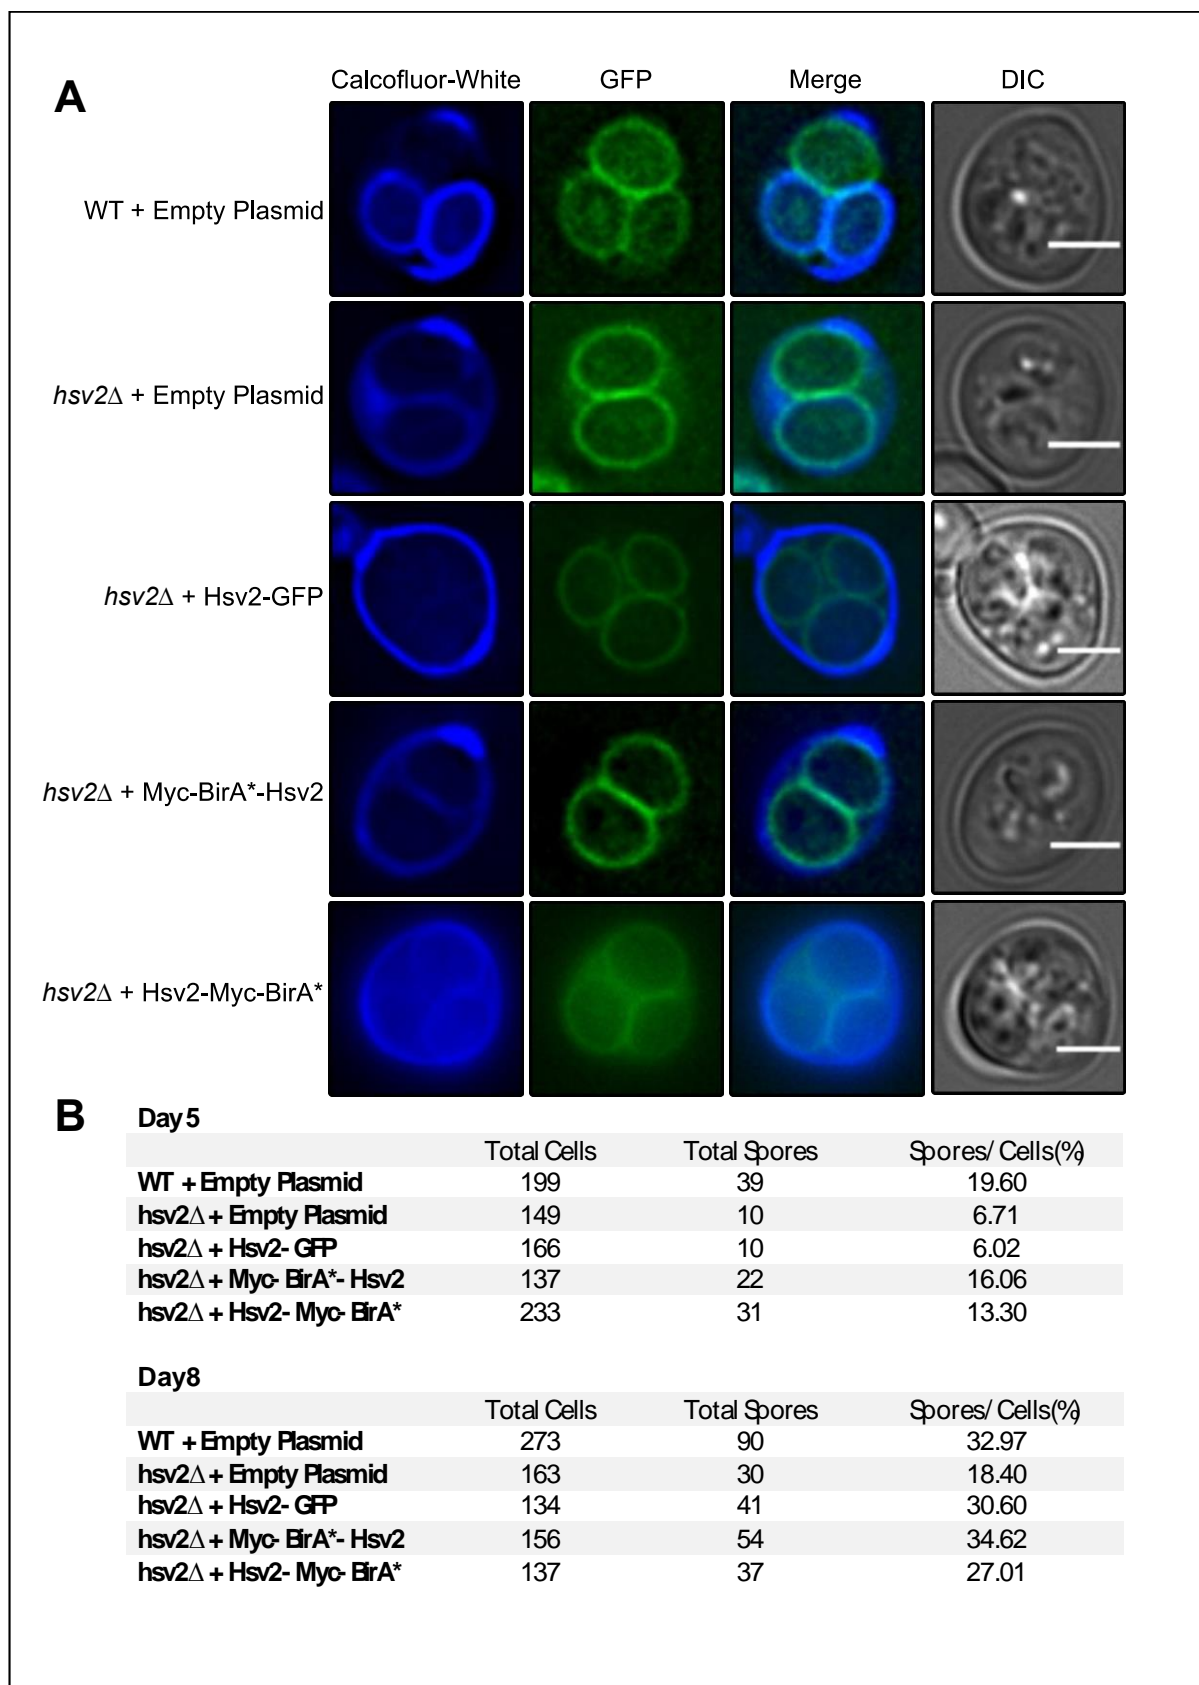 A
Calcofluor-White GFP Merge DIC
WT + Empty Plasmid
hsv2Δ + Empty Plasmid
hsv2Δ + Hsv2-GFP
hsv2Δ + Myc-BirA*-Hsv2
hsv2Δ + Hsv2-Myc-BirA*
B
Day 5
Total Cells Total Spores Spores/ Cells(%)
WT + Empty Plasmid 199 39 19.60
hsv2Δ + Empty Plasmid 149 10 6.71
hsv2Δ + Hsv2- GFP 166 10 6.02
hsv2Δ + Myc- BirA*- Hsv2 137 22 16.06
hsv2Δ + Hsv2- Myc- BirA* 233 31 13.30
Day8
Total Cells Total Spores Spores/ Cells(%)
WT + Empty Plasmid 273 90 32.97
hsv2Δ + Empty Plasmid 163 30 18.40
hsv2Δ + Hsv2- GFP 134 41 30.60
hsv2Δ + Myc- BirA*- Hsv2 156 54 34.62
hsv2Δ + Hsv2- Myc- BirA* 137 37 27.01